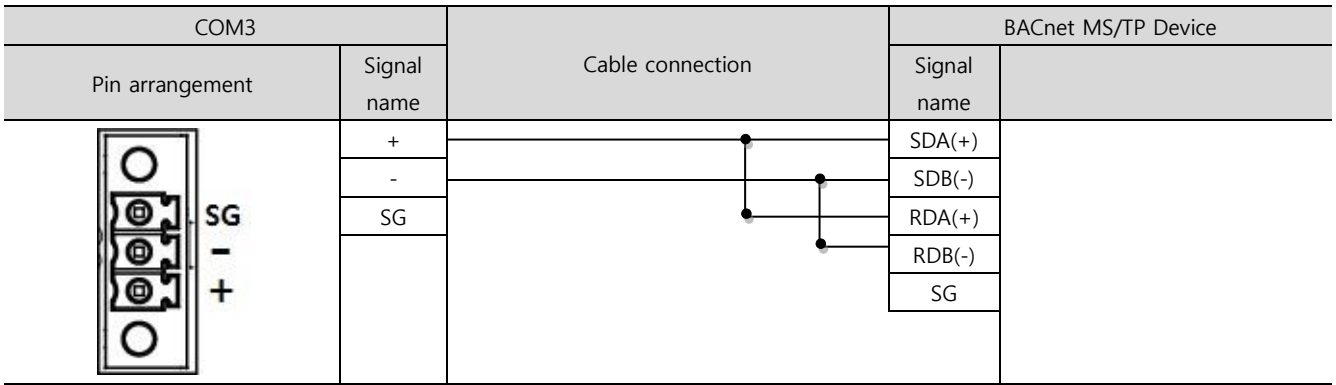 COM3
Cable connection
BACnet MS/TP Device
Pin arrangement
Signal
name
Signal
name
SG
-
+
+
-
SG
SDA(+)
SDB(-)
RDA(+)
RDB(-)
SG